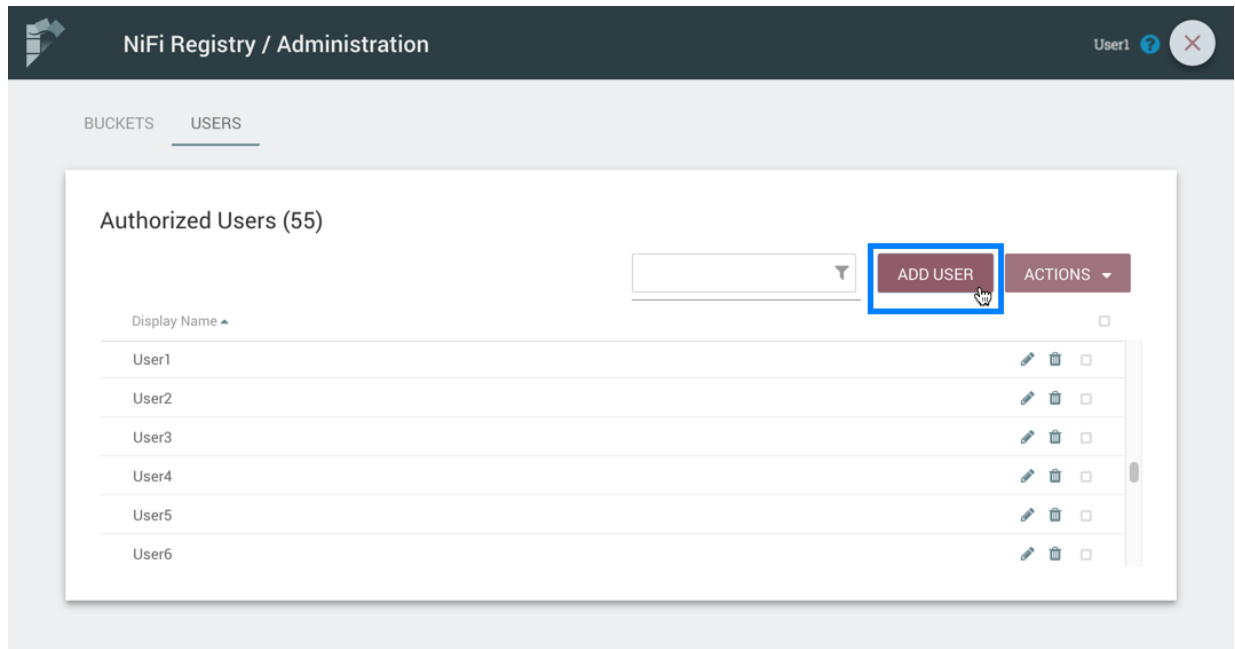 NiFi Registry / Administration
User1 ?
BUCKETS USERS
Authorized Users (55)
ADD USER ACTIONS
Display Name
User1
User2
User3
User4
User5
User6